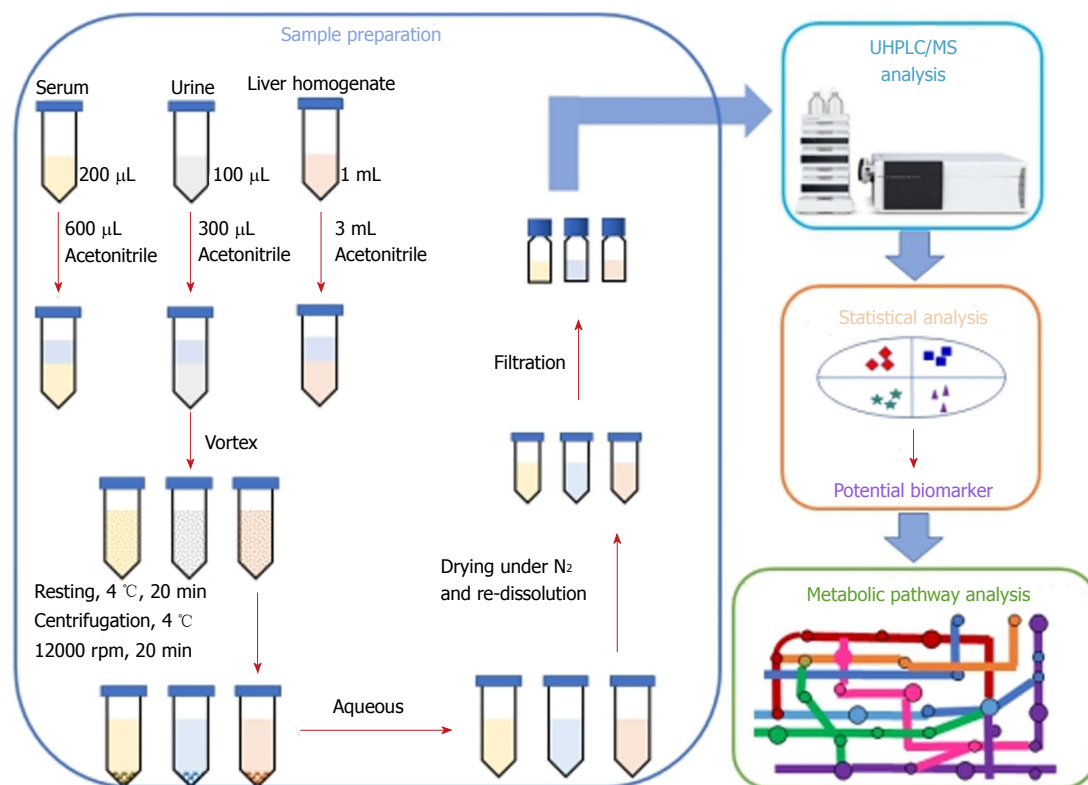 Sample preparation
Serum
Urine
Liver homogenate
200 μL
100 μL
1 mL
600 μL
Acetonitrile
300 μL
Acetonitrile
3 mL
Acetonitrile
Vortex
Resting, 4 ℃, 20 min
Centrifugation, 4 ℃
12000 rpm, 20 min
Aqueous
Drying under N₂
and re-dissolution
Filtration
UHPLC/MS
analysis
Statistical analysis
Potential biomarker
Metabolic pathway analysis